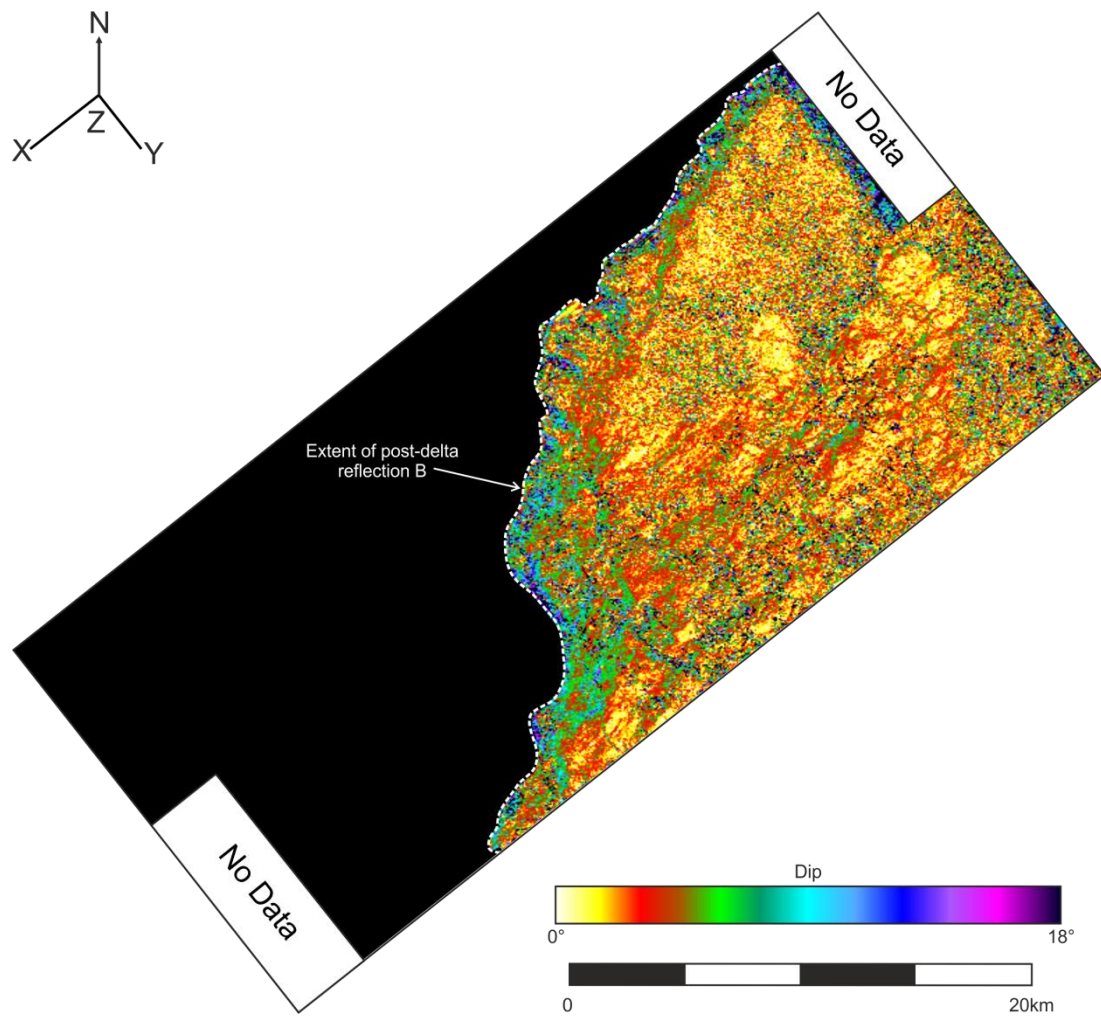 N
X
Z
Y
No Data
Extent of post-delta
reflection B
No Data
Dip
0°
18°
0
20km